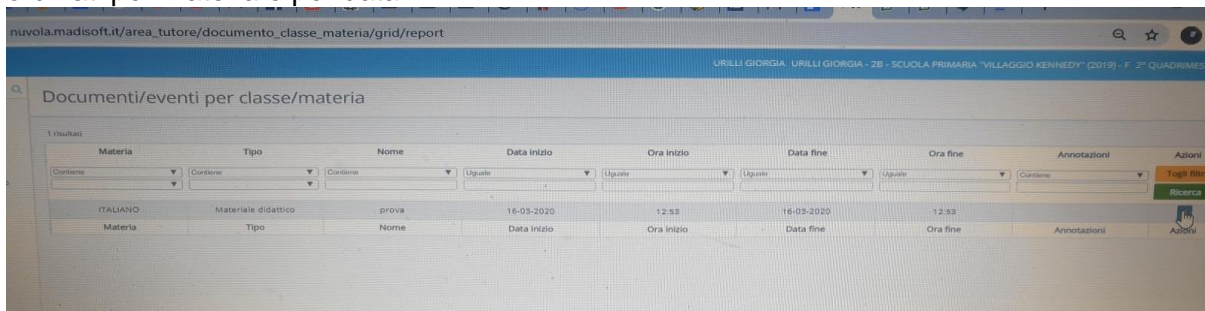 nuvola.madisoft.it/area_tutore/documento_classe_materia/grid/report
URILLI GIORGIA URILLI GIORGIA - 2B - SCUOLA PRIMARIA "VILLAGGIO KENNEDY" (2019) - F 2° QUADRIMES
Documenti/eventi per classe/materia
1 risultati
Materia Tipo Nome Data inizio Ora inizio Data fine Ora fine Annotazioni Azioni
Contiene Contiene Contiene Uguale Uguale Uguale Uguale Contiene Togli filtr
Ricerca
ITALIANO Materiale didattico prova 16-03-2020 12:53 16-03-2020 12:53
Materia Tipo Nome Data inizio Ora inizio Data fine Ora fine Annotazioni Azioni